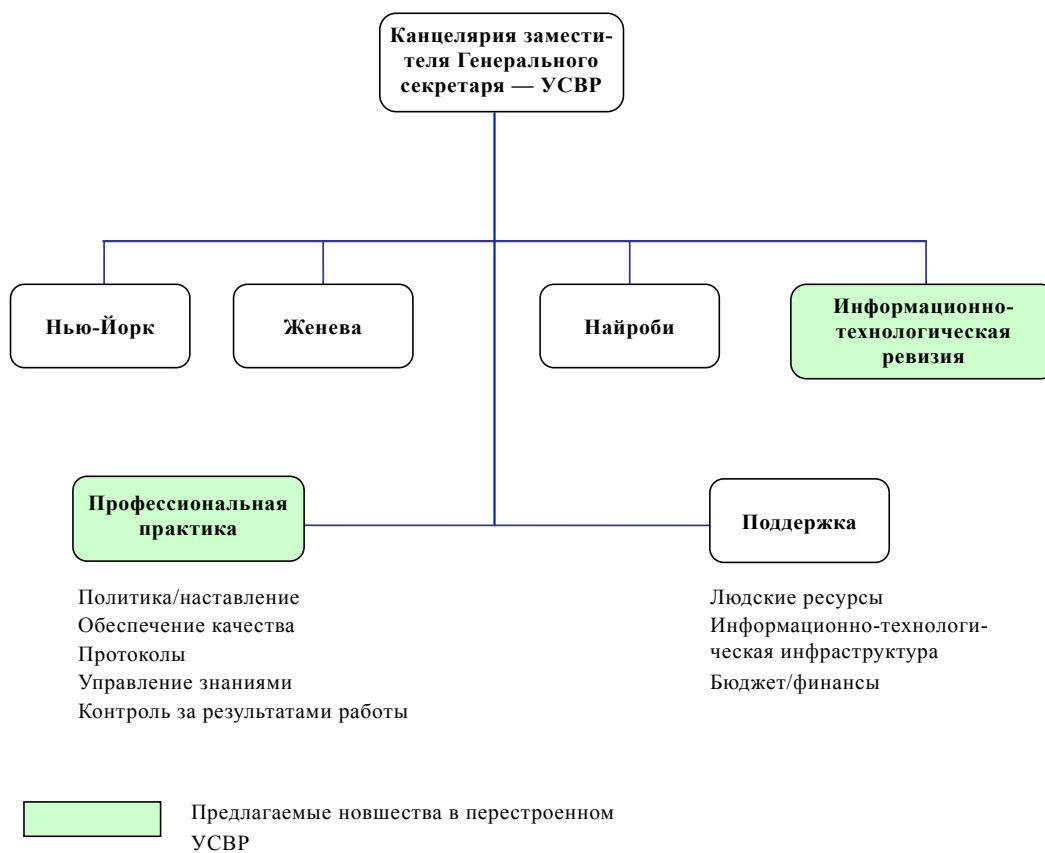 Канцелярия замести-
теля Генерального
секретаря — УСВР
Нью-Йорк
Женева
Найроби
Информационно-
технологическая
ревизия
Профессиональная
практика
Политика/наставление
Обеспечение качества
Протоколы
Управление знаниями
Контроль за результатами работы
Поддержка
Людские ресурсы
Информационно-технологи-
ческая инфраструктура
Бюджет/финансы
Предлагаемые новшества в перестроенном
УСВР